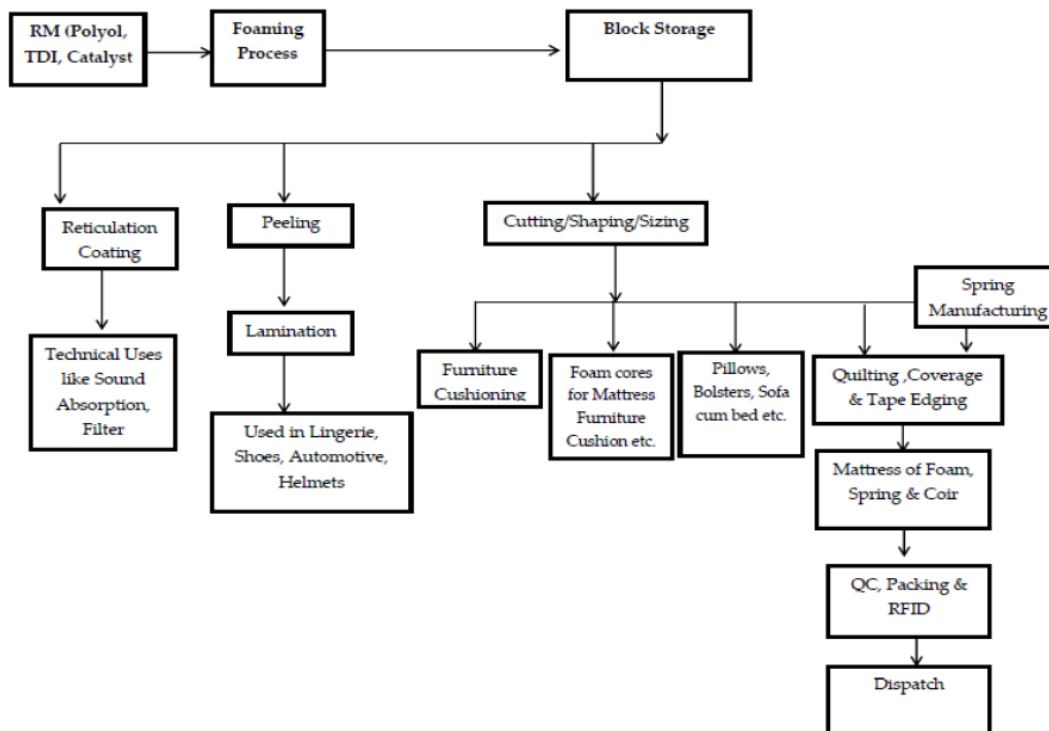 RM (Polyol,
TDI, Catalyst
Foaming
Process
Block Storage
Reticulation
Coating
Peeling
Cutting/Shaping/Sizing
Spring
Manufacturing
Technical Uses
like Sound
Absorption,
Filter
Lamination
Furniture
Cushioning
Foam cores
for Mattress
Furniture
Cushion etc.
Pillows,
Bolsters, Sofa
cum bed etc.
Quilting ,Coverage
& Tape Edging
Used in Lingerie,
Shoes, Automotive,
Helmets
Mattress of Foam,
Spring & Coir
QC, Packing &
RFID
Dispatch